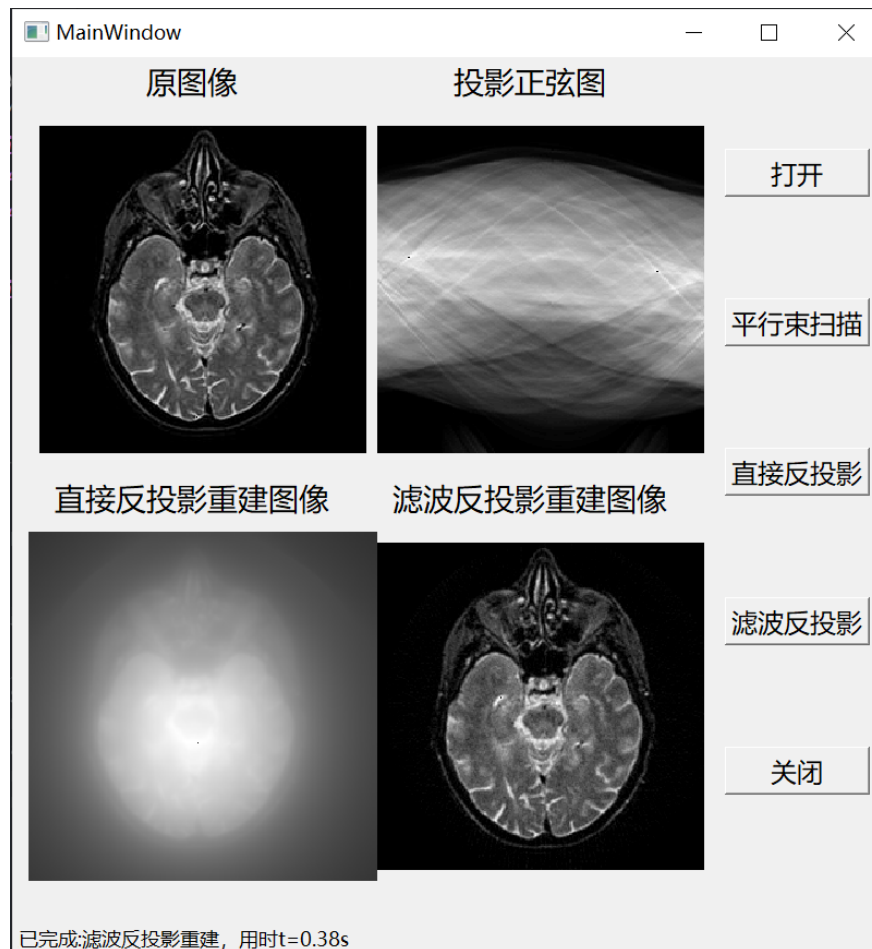 MainWindow
原图像
投影正弦图
打开
平行束扫描
直接反投影
直接反投影重建图像
滤波反投影重建图像
滤波反投影
关闭
已完成:滤波反投影重建，用时t=0.38s